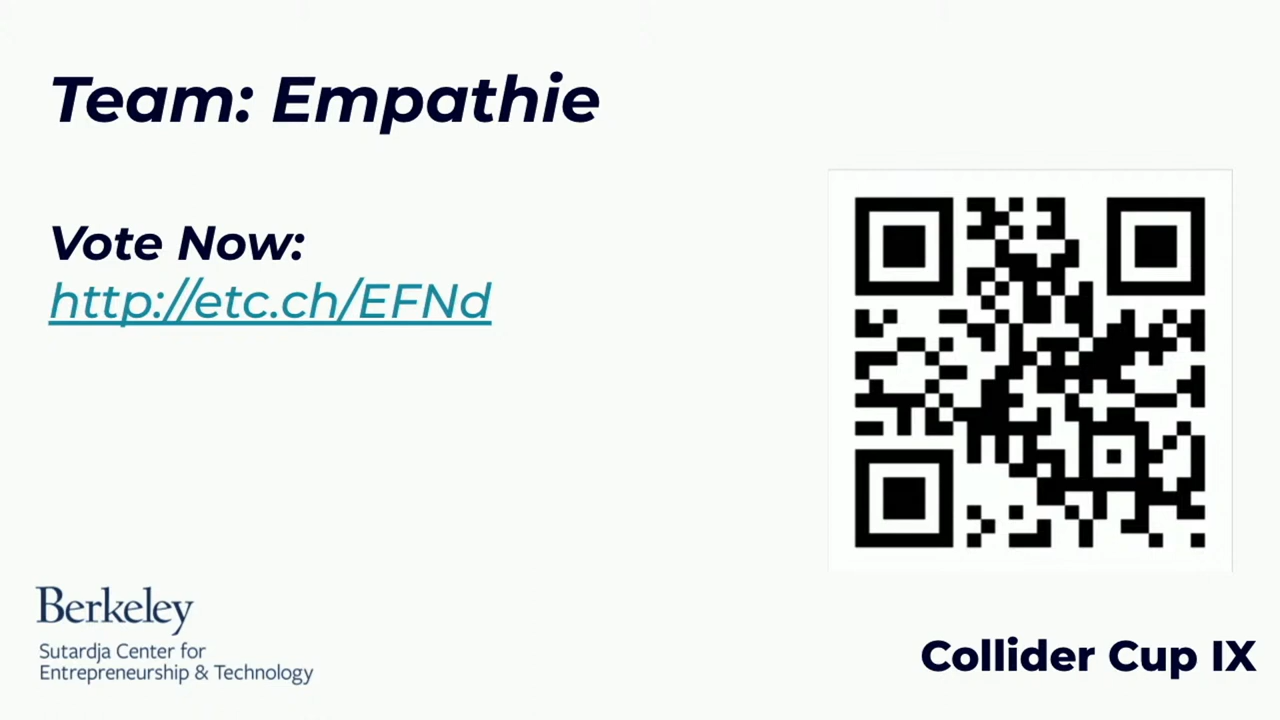 Team: Empathie
Vote Now:
http://etc.ch/EFNd
Berkeley
Sutardja Center for
Entrepreneurship & Technology
Collider Cup IX